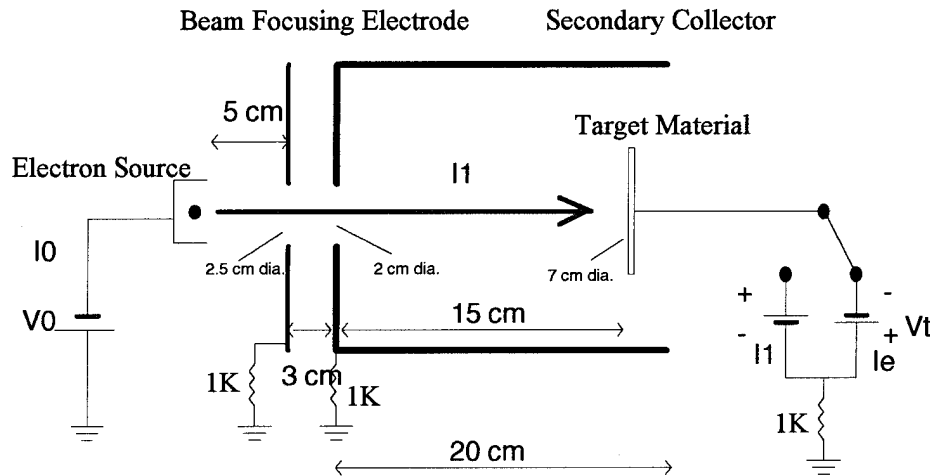 Beam Focusing Electrode
Secondary Collector
5 cm
Target Material
Electron Source
I1
I0
2.5 cm dia.
2 cm dia.
7 cm dia.
V0
15 cm
+
-
-
+
Vt
I1
Ie
3 cm
1K
1K
1K
20 cm